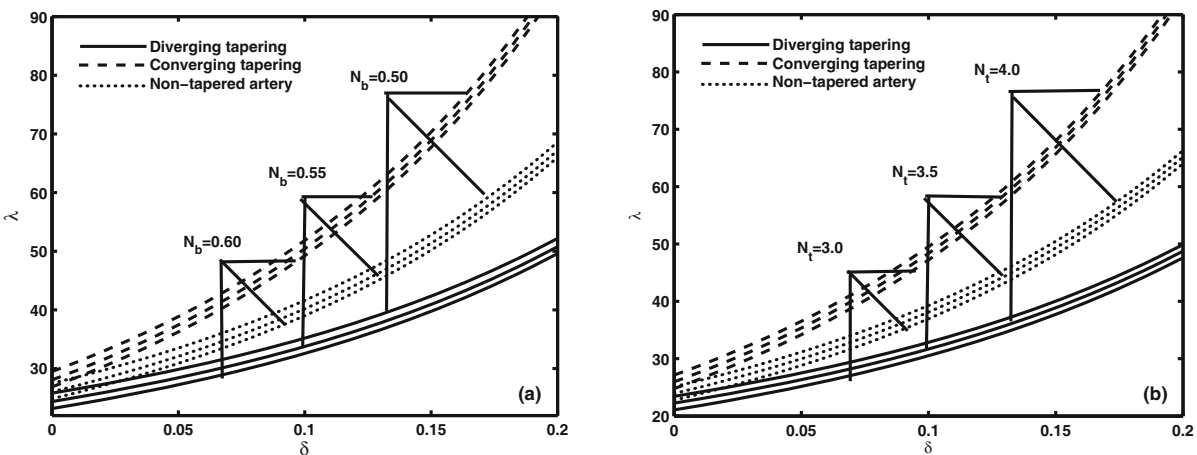 90
80
70
60
50
40
30
λ
0
0.05
0.1
0.15
0.2
δ
Diverging tapering
Converging tapering
Non-tapered artery
N_b=0.50
N_b=0.55
N_b=0.60
(a)
90
80
70
60
50
40
30
20
λ
0
0.05
0.1
0.15
0.2
δ
Diverging tapering
Converging tapering
Non-tapered artery
N_t=4.0
N_t=3.5
N_t=3.0
(b)